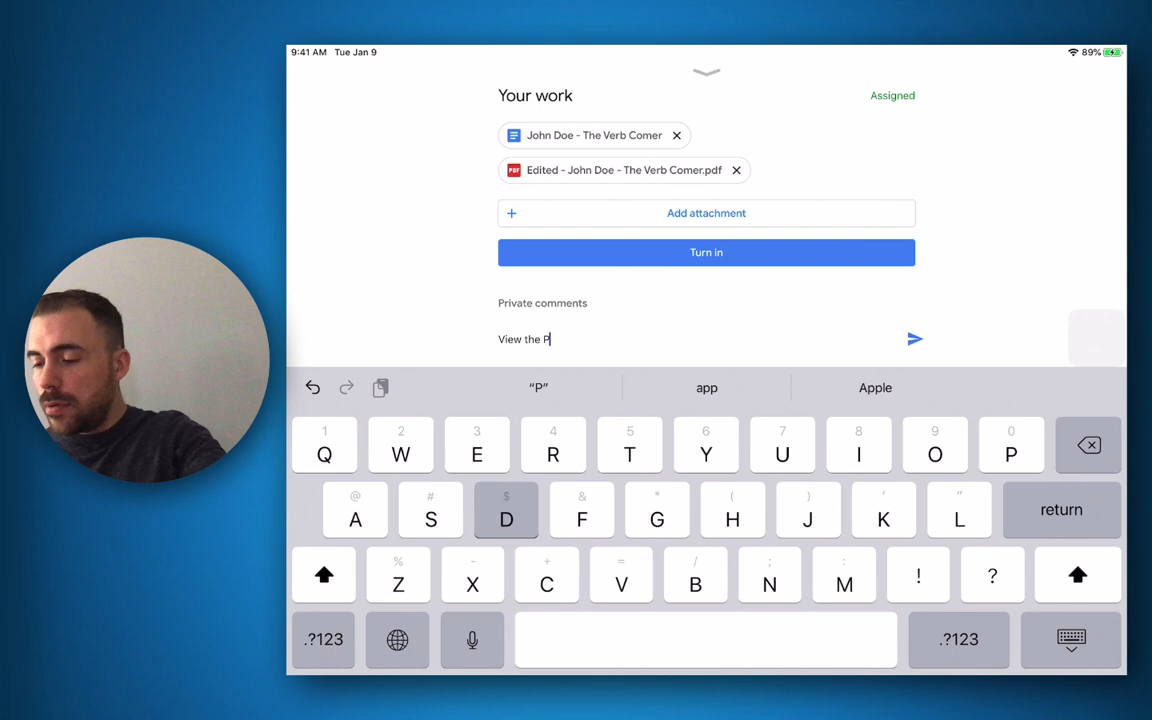 9:41 AM Tue Jan 9
89%
Your work
Assigned
John Doe - The Verb Comer
PDF
Edited - John Doe - The Verb Comer.pdf
+ Add attachment
Turn in
Private comments
View the P
“P” app Apple
1 2 3 4 5 6 7 8 9 0
Q W E R T Y U I O P
@ # $ & * ( ) ' "
A S D F G H J K L return
% - + = / ; :
Z X C V B N M ! ?
.?123 .?123